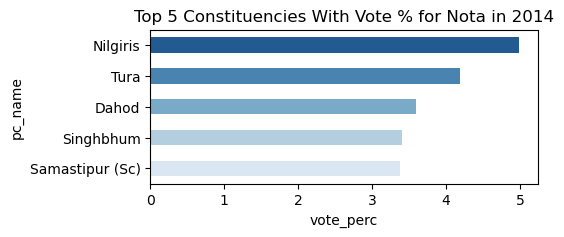 Top 5 Constituencies With Vote % for Nota in 2014
pc_name
Nilgiris
Tura
Dahod
Singhbhum
Samastipur (Sc)
0 1 2 3 4 5
vote_perc